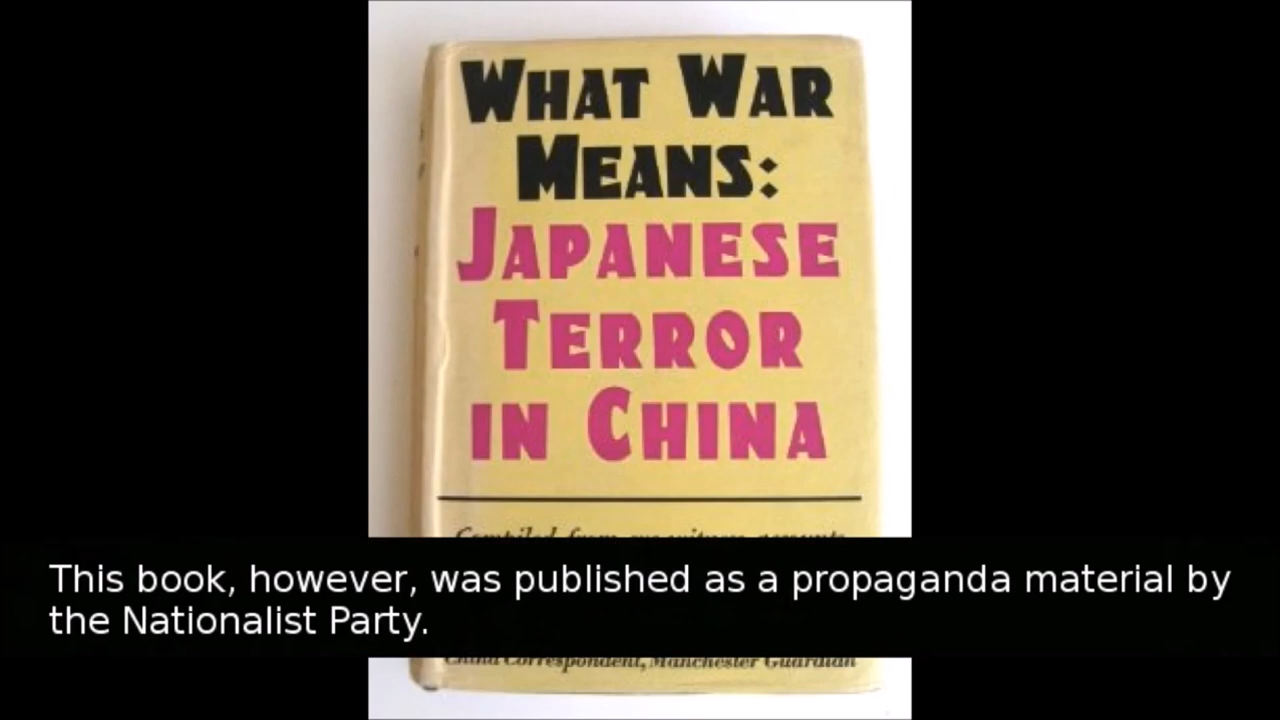 WHAT WAR
MEANS:
JAPANESE
TERROR
IN CHINA
This book, however, was published as a propaganda material by
the Nationalist Party.
China Correspondent, Manchester Guardian